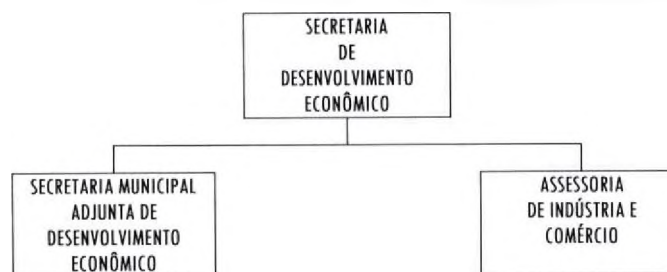 SECRETARIA
DE
DESENVOLVIMENTO
ECONÔMICO
SECRETARIA MUNICIPAL
ADJUNTA DE
DESENVOLVIMENTO
ECONÔMICO
ASSESSORIA
DE INDÚSTRIA E
COMÉRCIO